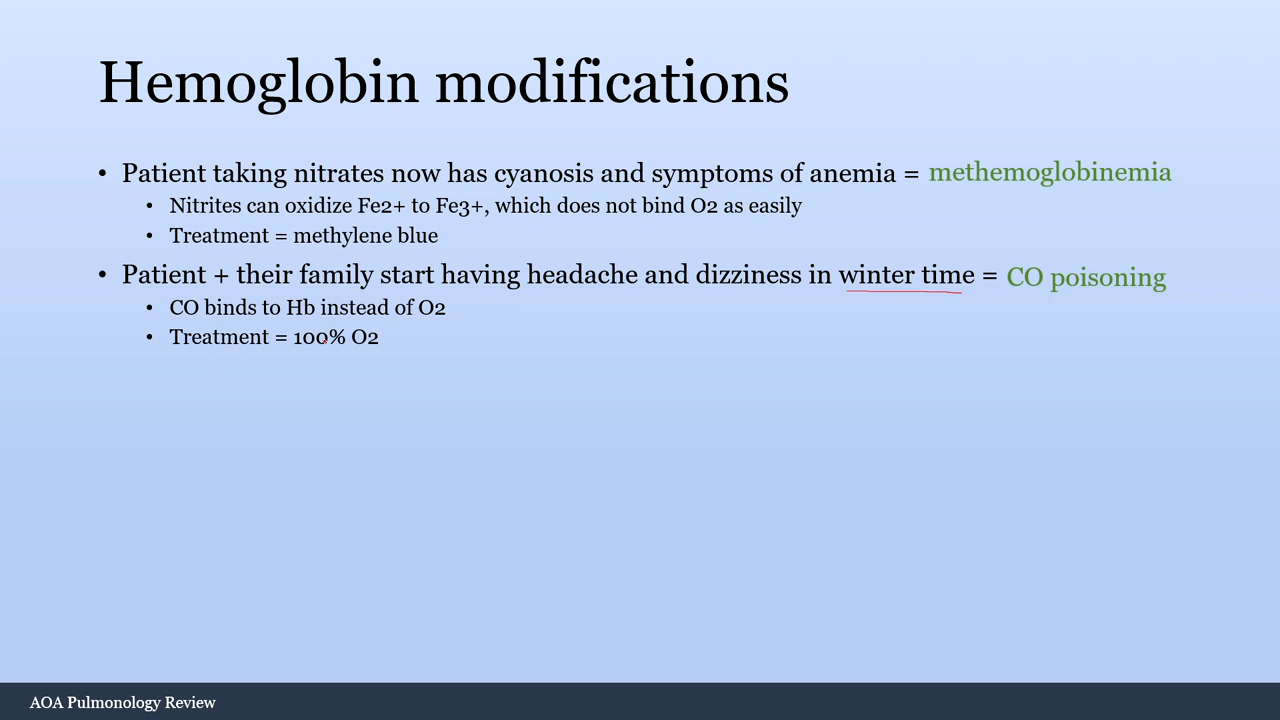 Hemoglobin modifications
• Patient taking nitrates now has cyanosis and symptoms of anemia = methemoglobinemia
• Nitrites can oxidize Fe2+ to Fe3+, which does not bind O2 as easily
• Treatment = methylene blue
• Patient + their family start having headache and dizziness in winter time = CO poisoning
• CO binds to Hb instead of O2
• Treatment = 100% O2
AOA Pulmonology Review